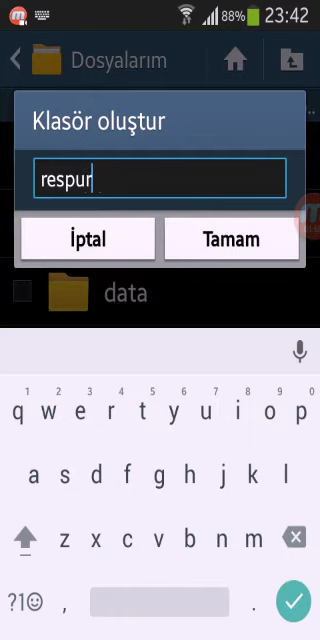 88% 23:42
Dosyalarım
Klasör oluştur
respur
İptal Tamam
data
1 2 3 4 5 6 7 8 9 0
q w e r t y u i o p
a s d f g h j k l
z x c v b n m
?1☺ , .